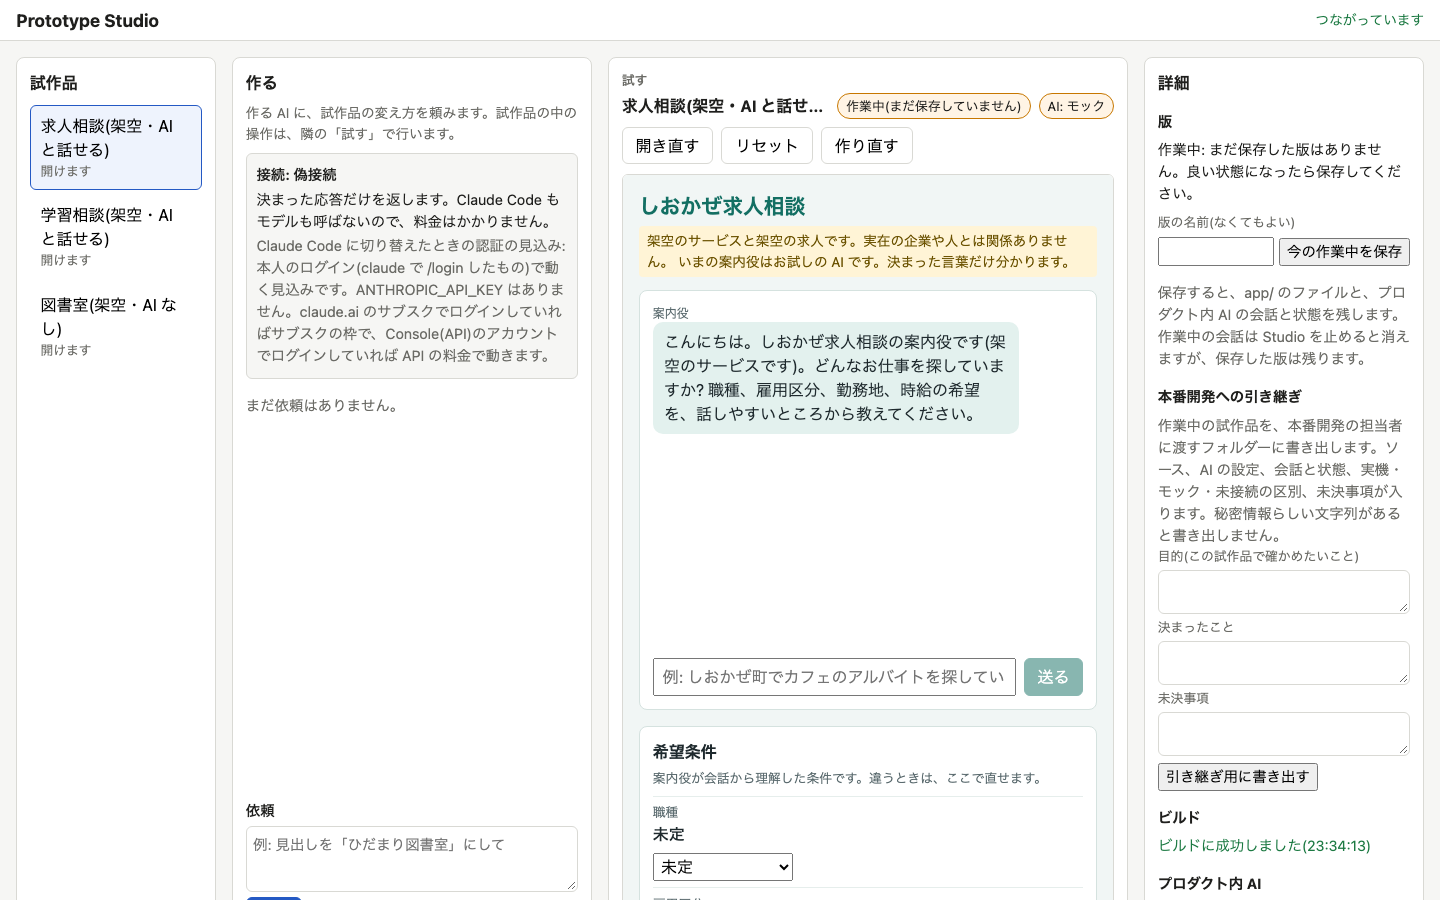 Prototype Studio
つながっています
試作品
求人相談(架空・AI
と話せる)
開けます
学習相談(架空・AI
と話せる)
開けます
図書室(架空・AI な
し)
開けます
作る
作る AI に、試作品の変え方を頼みます。試作品の中の
操作は、隣の「試す」で行います。
接続: 偽接続
決まった応答だけを返します。Claude Code も
モデルも呼ばないので、料金はかかりません。
Claude Code に切り替えたときの認証の見込み:
本人のログイン(claude で /login したもの)で動
く見込みです。ANTHROPIC_API_KEY はありま
せん。claude.ai のサブスクでログインしていれ
ばサブスクの枠で、Console(API)のアカウント
でログインしていれば API の料金で動きます。
まだ依頼はありません。
依頼
例: 見出しを「ひだまり図書室」にして
試す
求人相談(架空・AI と話せ...
作業中(まだ保存していません)
AI: モック
開き直す
リセット
作り直す
しおかぜ求人相談
架空のサービスと架空の求人です。実在の企業や人とは関係ありませ
ん。 いまの案内役はお試しの AI です。決まった言葉だけ分かります。
案内役
こんにちは。しおかぜ求人相談の案内役です(架
空のサービスです)。どんなお仕事を探していま
すか? 職種、雇用区分、勤務地、時給の希望
を、話しやすいところから教えてください。
例: しおかぜ町でカフェのアルバイトを探してい
送る
希望条件
案内役が会話から理解した条件です。違うときは、ここで直せます。
職種
未定
未定
詳細
版
作業中: まだ保存した版はありませ
ん。良い状態になったら保存してくだ
さい。
版の名前(なくてもよい)
今の作業中を保存
保存すると、app/ のファイルと、プロ
ダクト内 AI の会話と状態を残します。
作業中の会話は Studio を止めると消え
ますが、保存した版は残ります。
本番開発への引き継ぎ
作業中の試作品を、本番開発の担当者
に渡すフォルダーに書き出します。ソ
ース、AI の設定、会話と状態、実機・
モック・未接続の区別、未決事項が入
ります。秘密情報らしい文字列がある
と書き出しません。
目的(この試作品で確かめたいこと)
決まったこと
未決事項
引き継ぎ用に書き出す
ビルド
ビルドに成功しました(23:34:13)
プロダクト内 AI